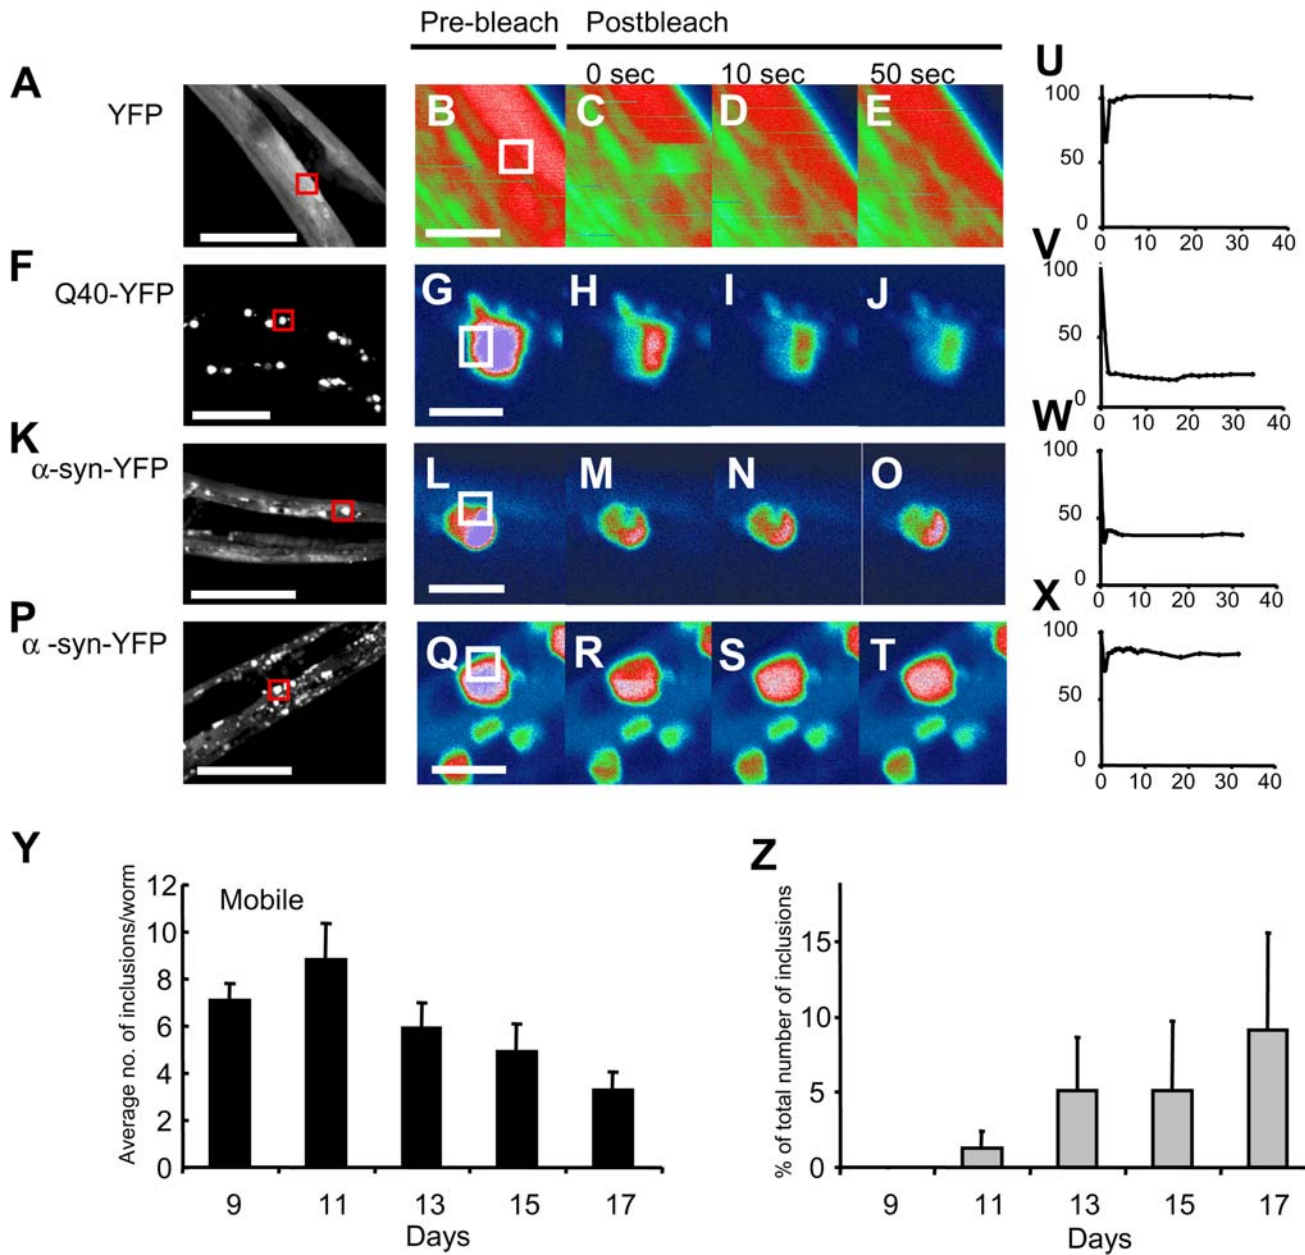 Pre-bleach Postbleach
0 sec 10 sec 50 sec
A YFP B C D E U
100
50
0
0 10 20 30 40
F Q40-YFP G H I J V
100
50
0
0 10 20 30 40
K α-syn-YFP L M N O W
100
50
0
0 10 20 30 40
P α -syn-YFP Q R S T X
100
50
0
0 10 20 30 40
Y
Average no. of inclusions/worm
Mobile
12
10
8
6
4
2
0
9 11 13 15 17
Days
Z
% of total number of inclusions
15
10
5
0
9 11 13 15 17
Days